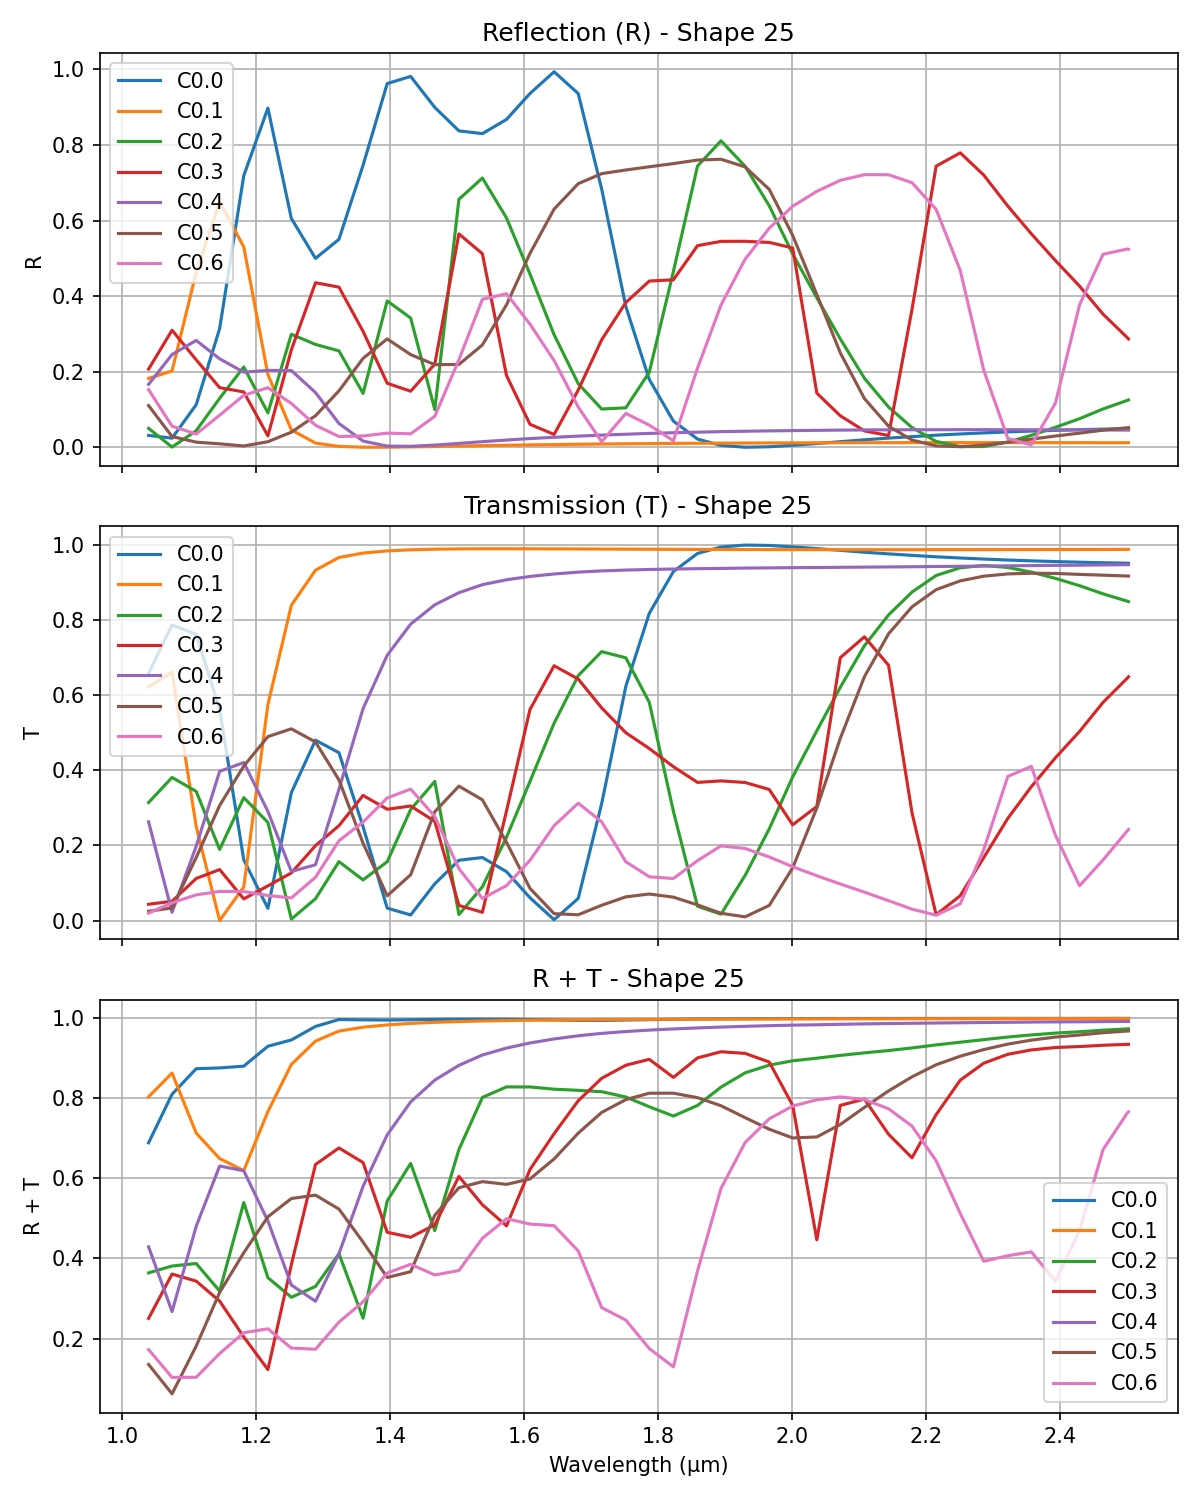 Reflection (R) - Shape 25
1.0
0.8
0.6
0.4
0.2
0.0
R
C0.0
C0.1
C0.2
C0.3
C0.4
C0.5
C0.6
Transmission (T) - Shape 25
1.0
0.8
0.6
0.4
0.2
0.0
T
C0.0
C0.1
C0.2
C0.3
C0.4
C0.5
C0.6
R + T - Shape 25
1.0
0.8
0.6
0.4
0.2
R + T
C0.0
C0.1
C0.2
C0.3
C0.4
C0.5
C0.6
1.0 1.2 1.4 1.6 1.8 2.0 2.2 2.4
Wavelength (μm)